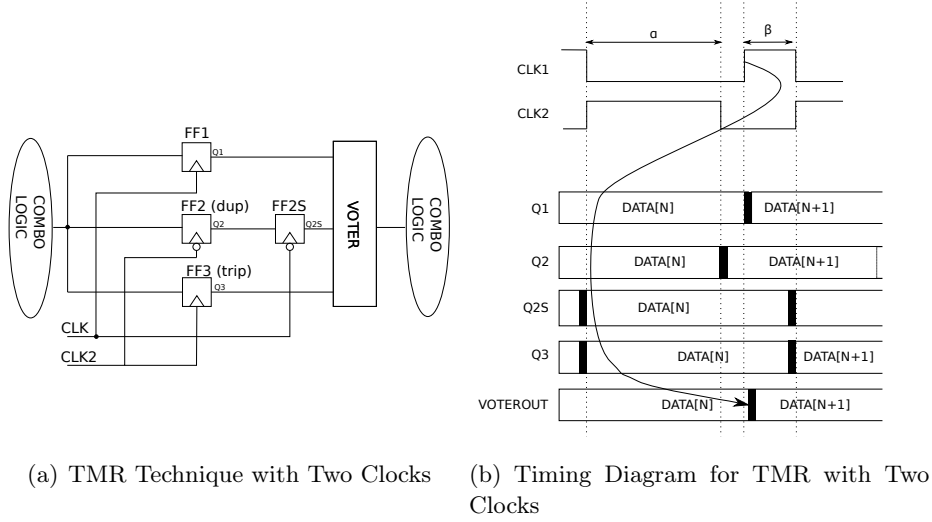 FF1
Q1
COMBO LOGIC
FF2 (dup)
Q2
FF2S
Q2S
VOTER
COMBO LOGIC
FF3 (trip)
Q3
CLK
CLK2
(a) TMR Technique with Two Clocks
α
β
CLK1
CLK2
Q1
DATA[N]
DATA[N+1]
Q2
DATA[N]
DATA[N+1]
Q2S
DATA[N]
Q3
DATA[N]
DATA[N+1]
VOTEROUT
DATA[N]
DATA[N+1]
(b) Timing Diagram for TMR with Two
Clocks